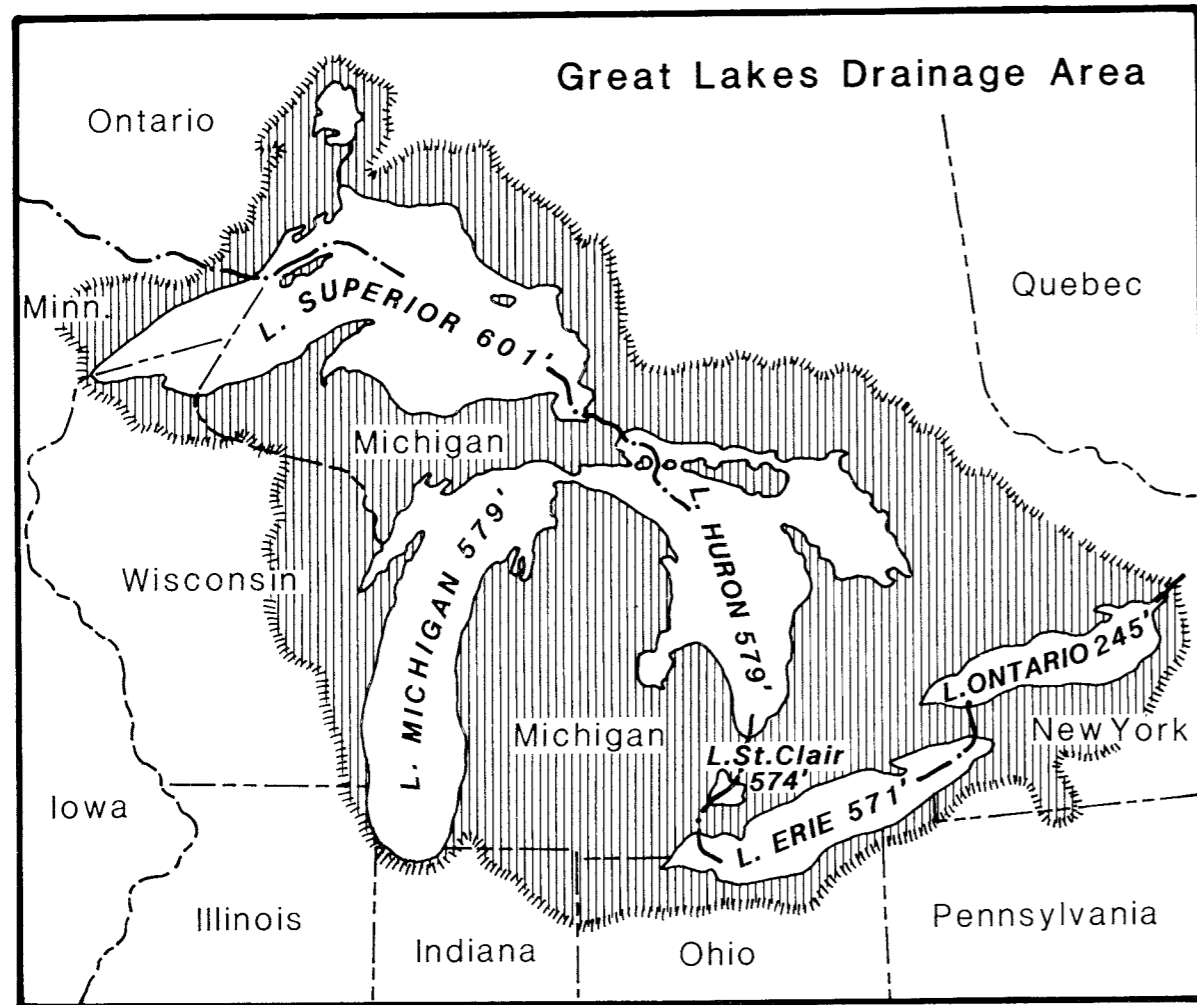 Great Lakes Drainage Area
Ontario
Quebec
Minn.
L. SUPERIOR 601'
Michigan
L. HURON 579'
L. MICHIGAN 579'
Wisconsin
L. ONTARIO 245'
Michigan
New York
L. St. Clair
574'
L. ERIE 571'
Iowa
Illinois
Indiana
Ohio
Pennsylvania